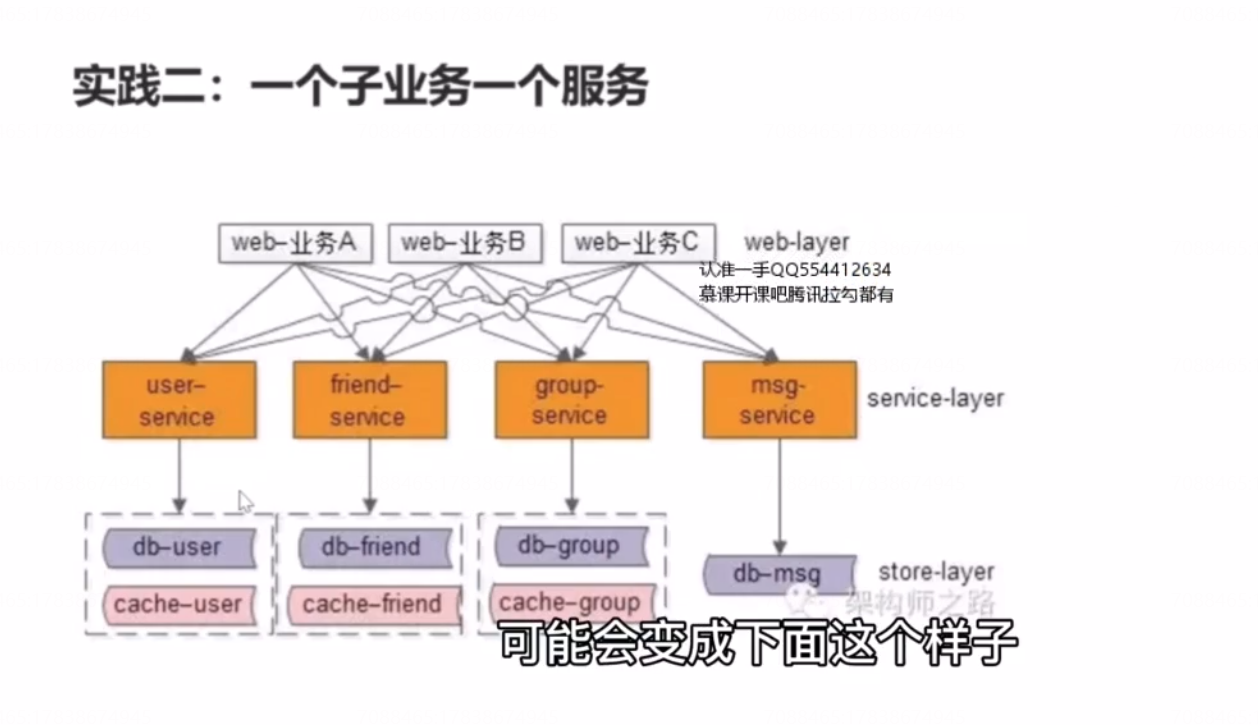 实践二：一个子业务一个服务
web-业务A
web-业务B
web-业务C
web-layer
认准一手QQ554412634
慕课开课吧腾讯拉勾都有
user-
service
friend-
service
group-
service
msg-
service
service-layer
db-user
db-friend
db-group
db-msg
store-layer
cache-user
cache-friend
cache-group
架构师之路
可能会变成下面这个样子